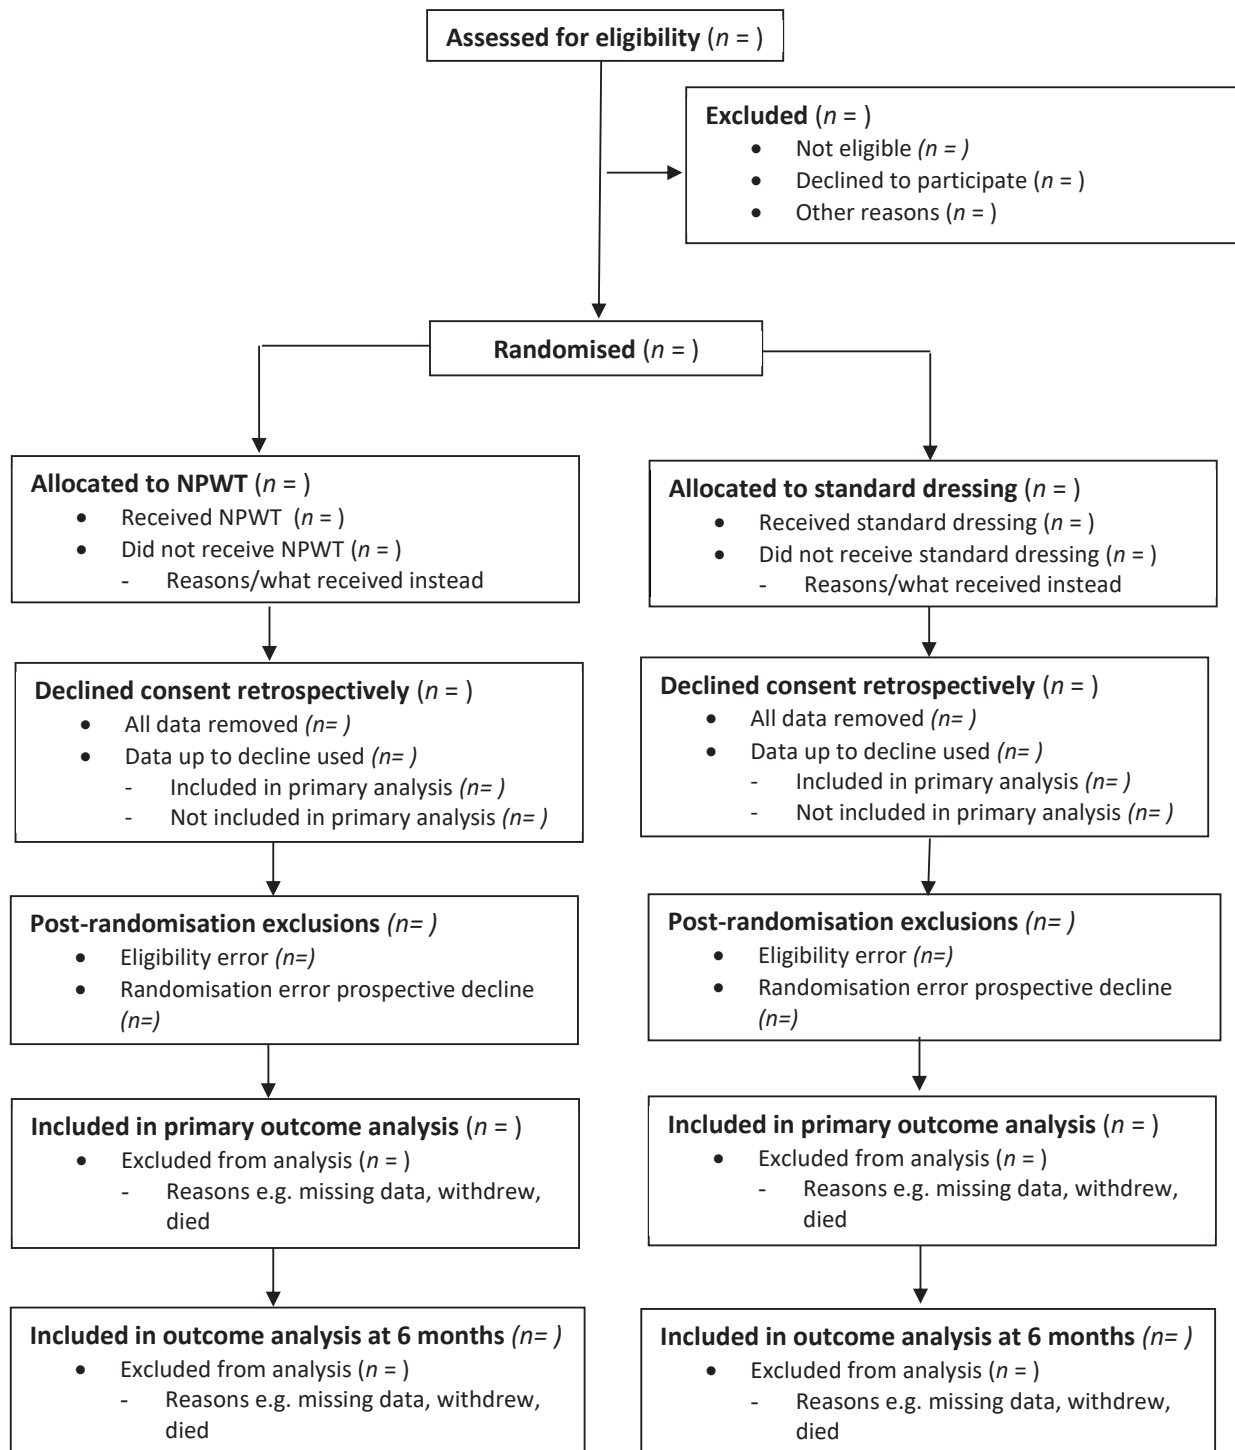 Assessed for eligibility (n = )
Excluded (n = )
• Not eligible (n = )
• Declined to participate (n = )
• Other reasons (n = )
Randomised (n = )
Allocated to NPWT (n = )
• Received NPWT (n = )
• Did not receive NPWT (n = )
- Reasons/what received instead
Allocated to standard dressing (n = )
• Received standard dressing (n = )
• Did not receive standard dressing (n = )
- Reasons/what received instead
Declined consent retrospectively (n = )
• All data removed (n= )
• Data up to decline used (n= )
- Included in primary analysis (n= )
- Not included in primary analysis (n= )
Declined consent retrospectively (n = )
• All data removed (n= )
• Data up to decline used (n= )
- Included in primary analysis (n= )
- Not included in primary analysis (n= )
Post-randomisation exclusions (n= )
• Eligibility error (n=)
• Randomisation error prospective decline
(n=)
Post-randomisation exclusions (n= )
• Eligibility error (n=)
• Randomisation error prospective decline
(n=)
Included in primary outcome analysis (n = )
• Excluded from analysis (n = )
- Reasons e.g. missing data, withdrew,
died
Included in primary outcome analysis (n = )
• Excluded from analysis (n = )
- Reasons e.g. missing data, withdrew,
died
Included in outcome analysis at 6 months (n= )
• Excluded from analysis (n = )
- Reasons e.g. missing data, withdrew,
died
Included in outcome analysis at 6 months (n= )
• Excluded from analysis (n = )
- Reasons e.g. missing data, withdrew,
died